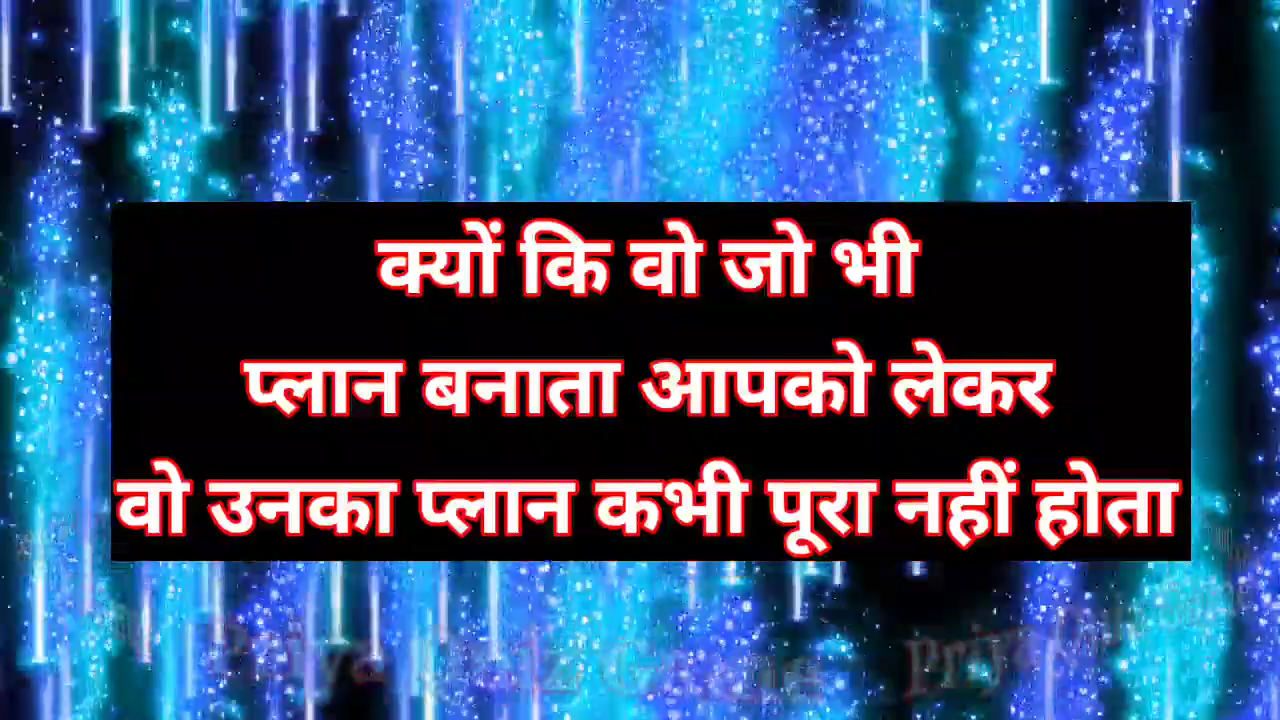 क्यों कि वो जो भी
प्लान बनाता आपको लेकर
वो उनका प्लान कभी पूरा नहीं होता